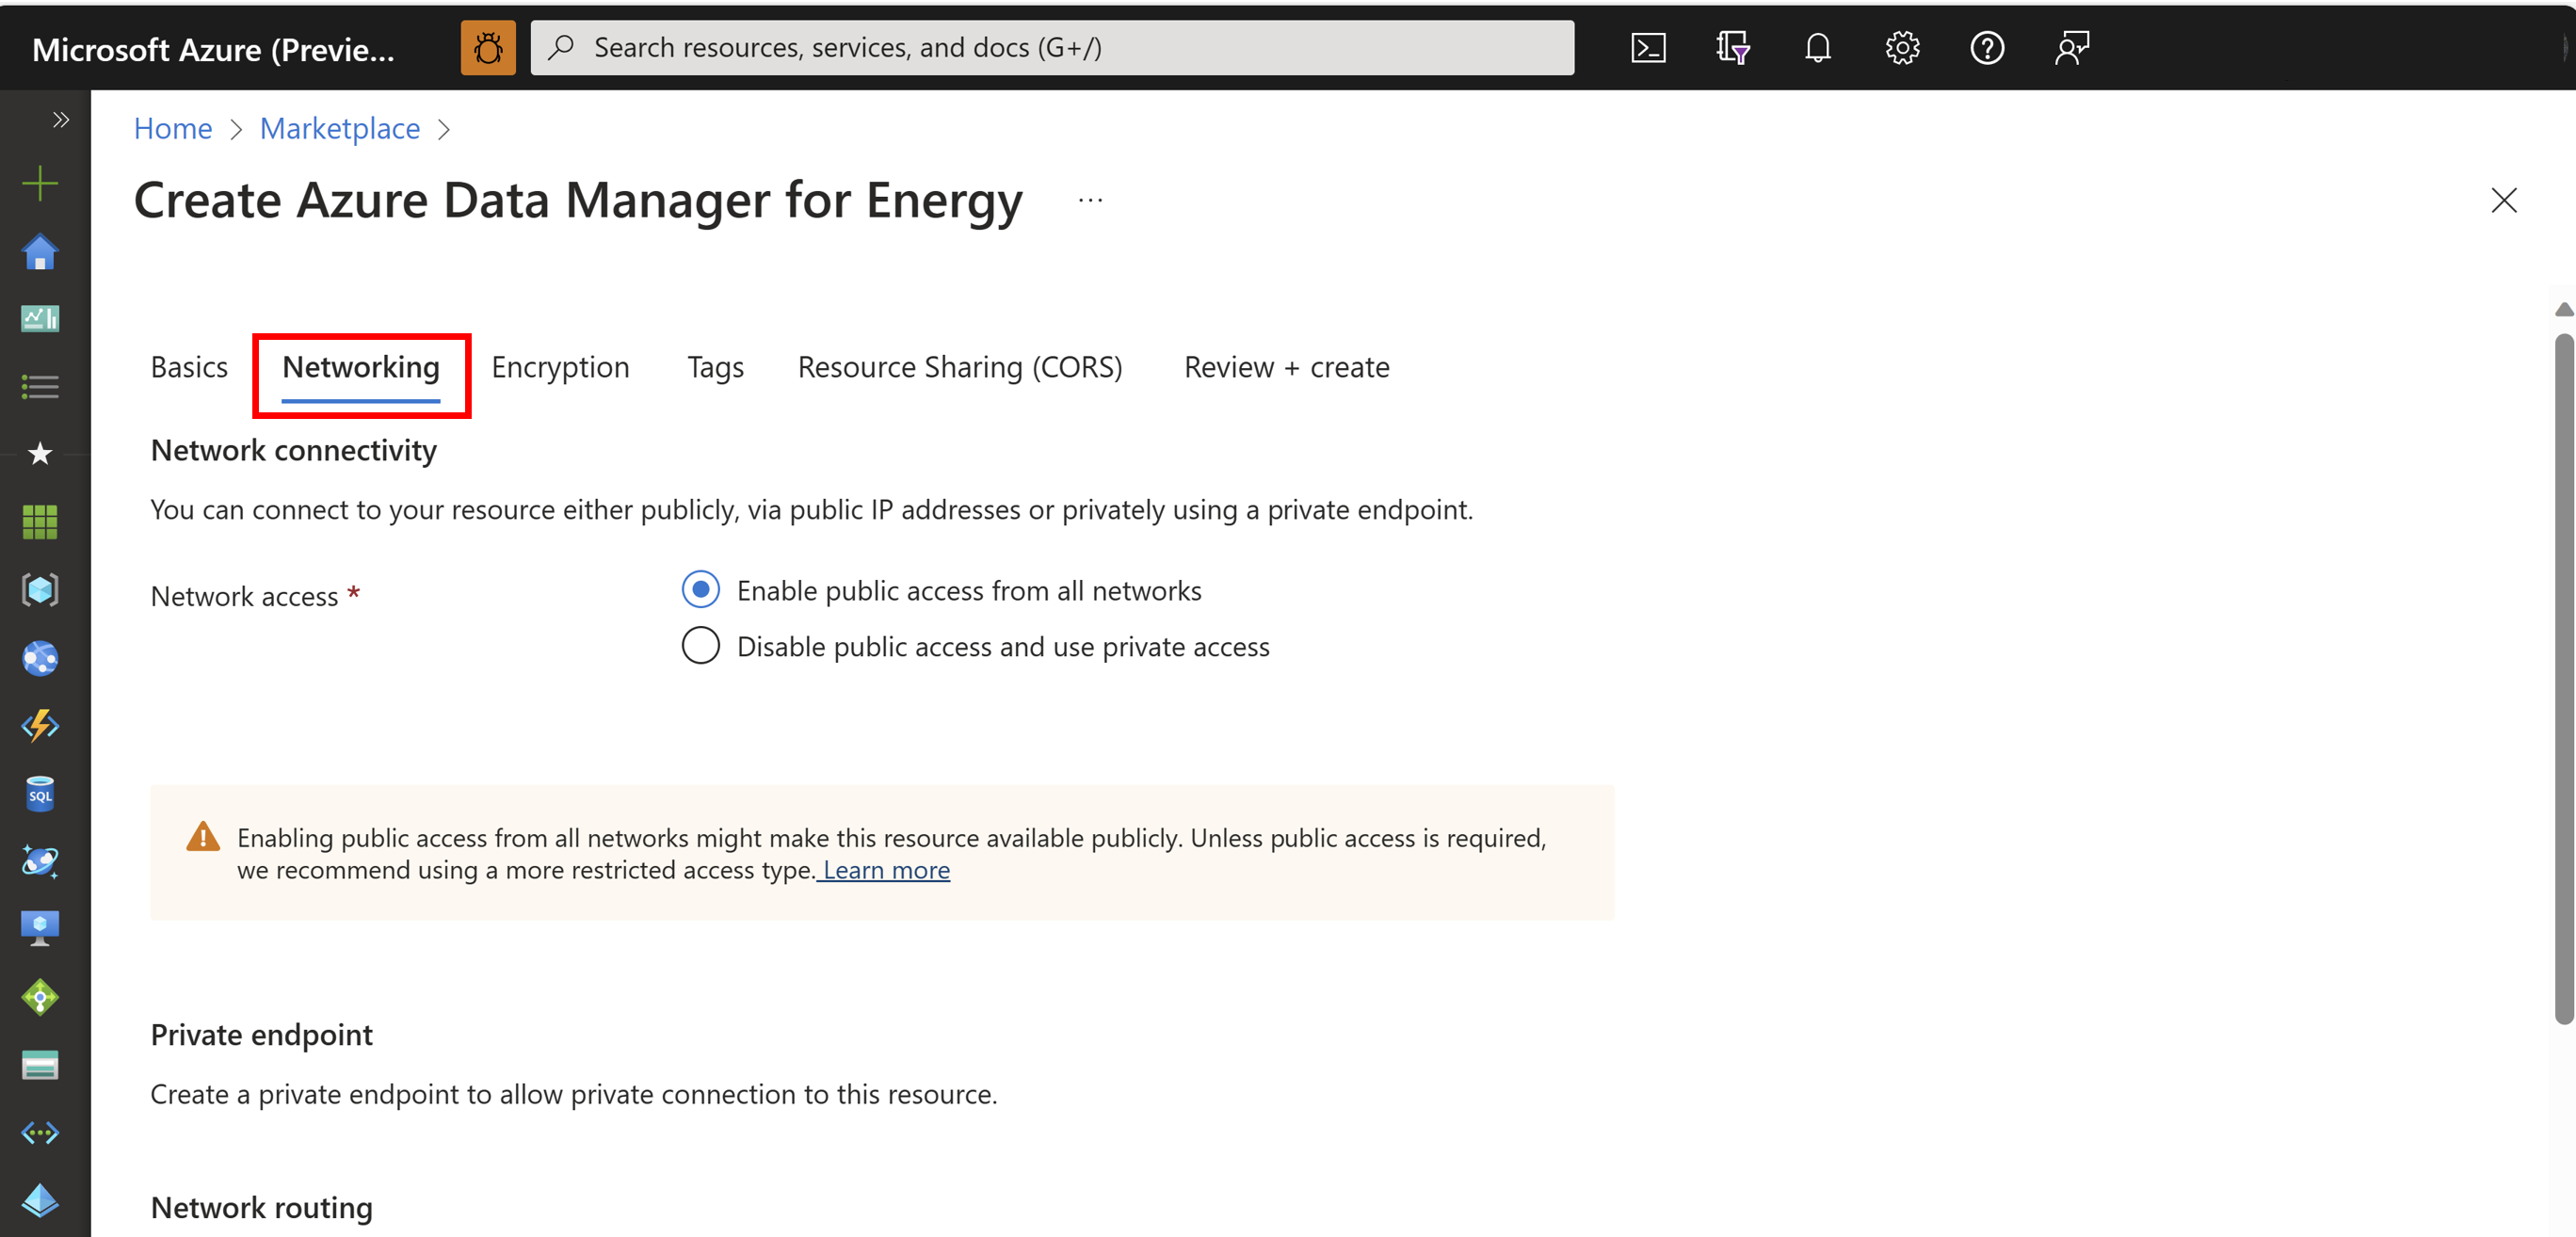 Microsoft Azure (Previe...
Search resources, services, and docs (G+/)
Home > Marketplace >
Create Azure Data Manager for Energy ...
Basics Networking Encryption Tags Resource Sharing (CORS) Review + create
Network connectivity
You can connect to your resource either publicly, via public IP addresses or privately using a private endpoint.
Network access *
Enable public access from all networks
Disable public access and use private access
Enabling public access from all networks might make this resource available publicly. Unless public access is required,
we recommend using a more restricted access type. Learn more
Private endpoint
Create a private endpoint to allow private connection to this resource.
SQL
Network routing